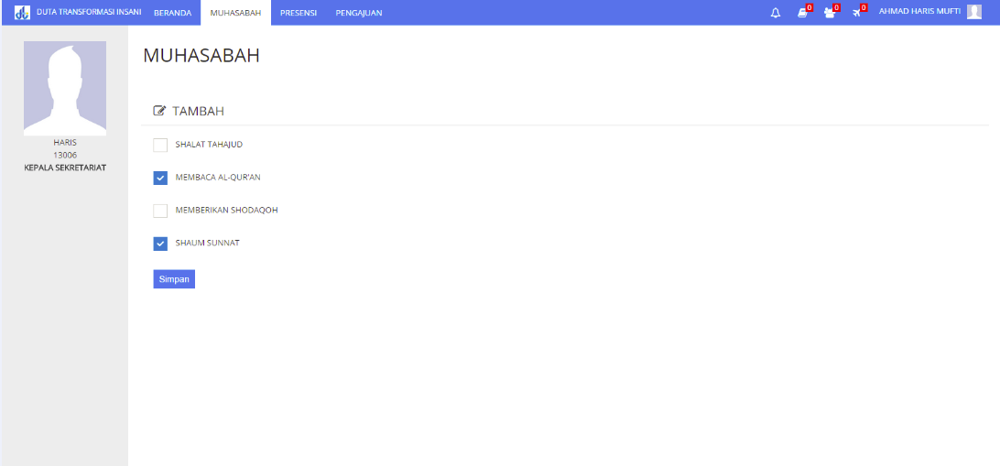 DUTA TRANSFORMASI INSANI BERANDA MUHASABAH PRESENSI PENGAJUAN 0 0 0 AHMAD HARIS MUFTI
HARIS
13006
KEPALA SEKRETARIAT
MUHASABAH
TAMBAH
SHALAT TAHAJUD
MEMBACA AL-QUR'AN
MEMBERIKAN SHODAQOH
SHAUM SUNNAT
Simpan